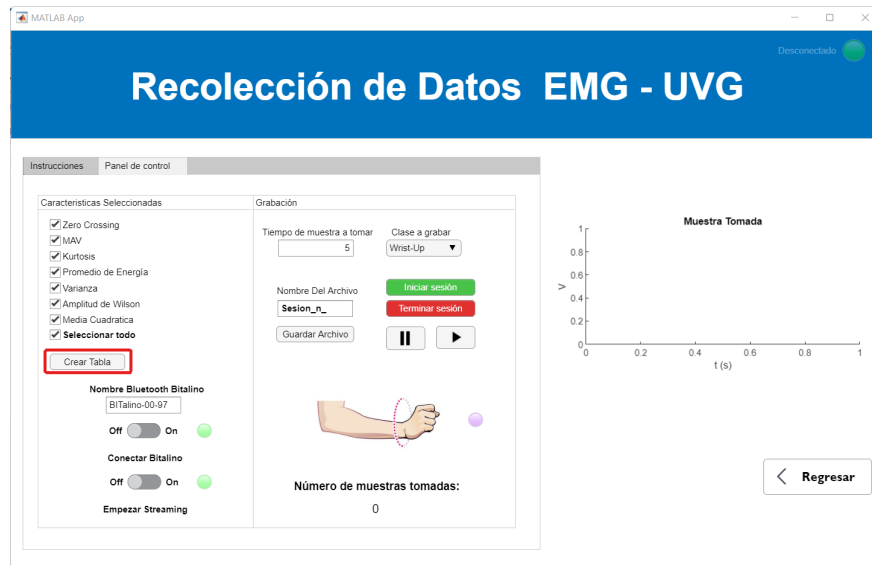 MATLAB App
Desconectado
Recolección de Datos EMG - UVG
Instrucciones Panel de control
Caracteristicas Seleccionadas
Zero Crossing
MAV
Kurtosis
Promedio de Energía
Varianza
Amplitud de Wilson
Media Cuadratica
Seleccionar todo
Crear Tabla
Nombre Bluetooth Bitalino
BITalino-00-97
Off On
Conectar Bitalino
Off On
Empezar Streaming
Grabación
Tiempo de muestra a tomar Clase a grabar
5 Wrist-Up
Nombre Del Archivo Iniciar sesión
Sesion_n_ Terminar sesión
Guardar Archivo
Número de muestras tomadas:
0
Muestra Tomada
1
0.8
0.6
V
0.4
0.2
0
0 0.2 0.4 0.6 0.8 1
t (s)
Regresar